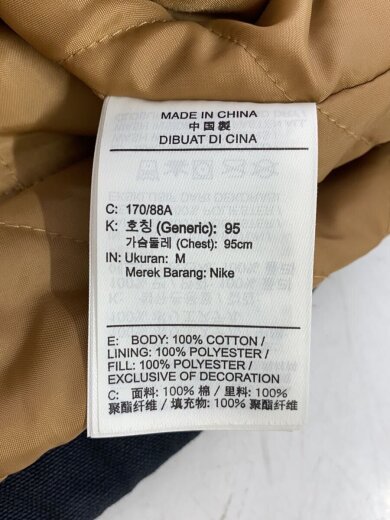 MADE IN CHINA
中国製
DIBUAT DI CINA
C: 170/88A
K: 호칭 (Generic): 95
가슴둘레 (Chest): 95cm
IN: Ukuran: M
Merek Barang: Nike
E: BODY: 100% COTTON /
LINING: 100% POLYESTER /
FILL: 100% POLYESTER /
EXCLUSIVE OF DECORATION
C: 面料: 100% 棉 / 里料: 100%
聚酯纤维 / 填充物: 100% 聚酯纤维